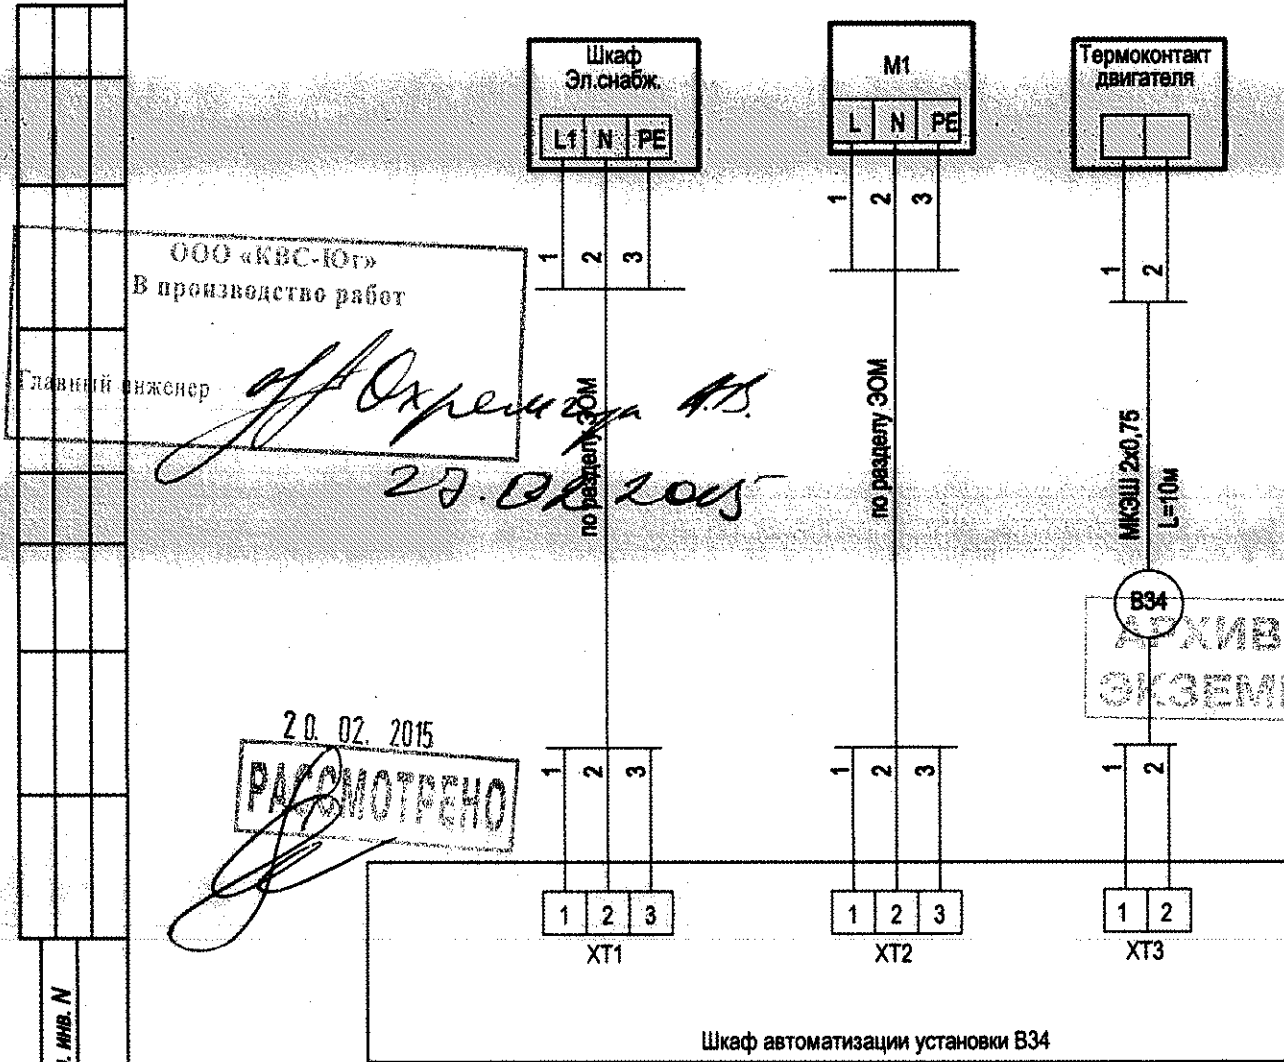 Шкаф
Эл.снабж.
L1 N PE
1 2 3
М1
L N PE
1 2 3
Термоконтакт
двигателя
1 2
ООО «КВС-Юг»
В производство работ
Главный инженер
А.В.
2015
по разделу ЭОМ
по разделу ЭОМ
МКЭШ 2х0,75
L=10м
В34
АРХИВ
ЭКЗЕМ
20. 02. 2015
РАССМОТРЕНО
1 2 3
1 2 3
1 2
1 2 3
XT1
1 2 3
XT2
1 2
XT3
Шкаф автоматизации установки В34
. инв. N